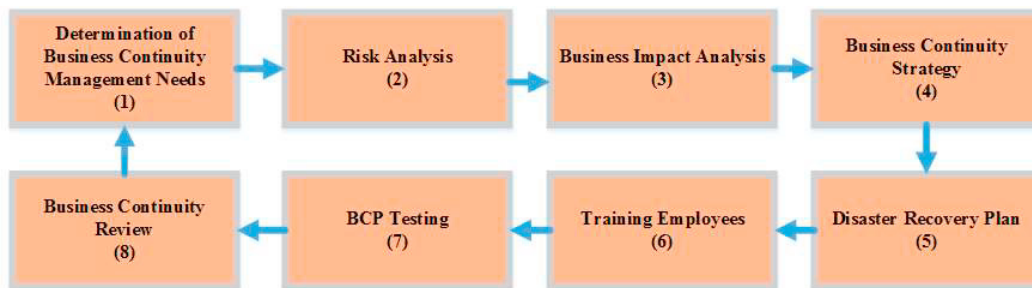 Determination of
Business Continuity
Management Needs
(1)
Risk Analysis
(2)
Business Impact Analysis
(3)
Business Continuity
Strategy
(4)
Disaster Recovery Plan
(5)
Training Employees
(6)
BCP Testing
(7)
Business Continuity
Review
(8)